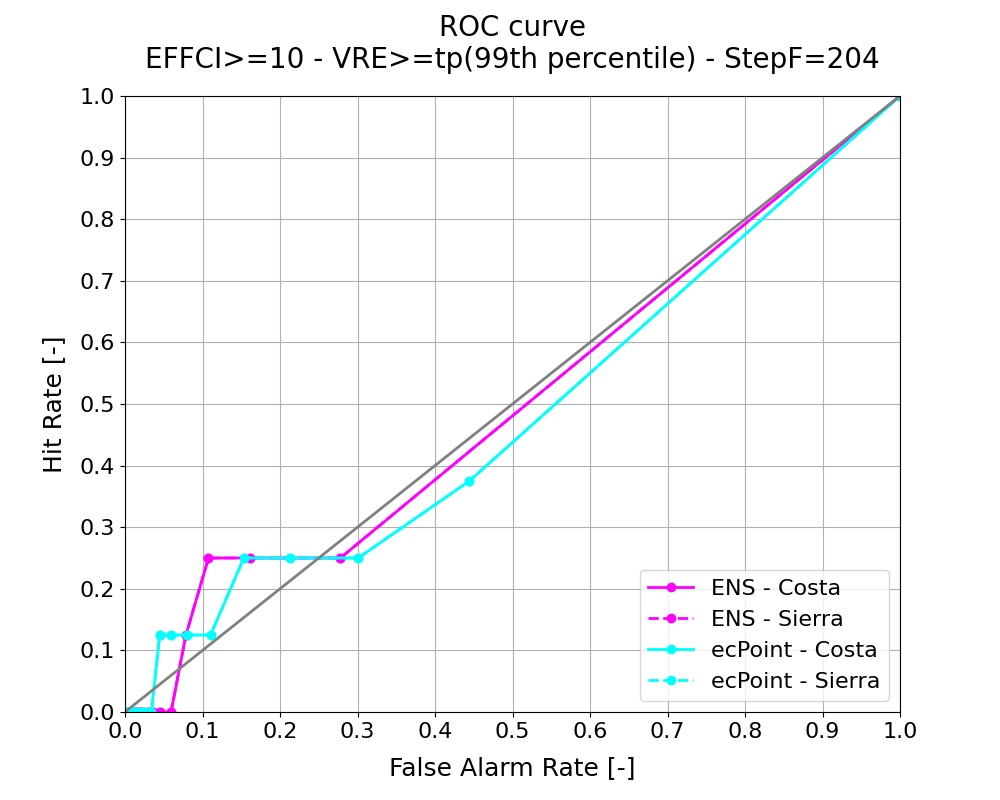 ROC curve
EFFCI>=10 - VRE>=tp(99th percentile) - StepF=204
1.0
0.9
0.8
0.7
0.6
0.5
0.4
0.3
0.2
0.1
0.0
Hit Rate [-]
ENS - Costa
ENS - Sierra
ecPoint - Costa
ecPoint - Sierra
0.0 0.1 0.2 0.3 0.4 0.5 0.6 0.7 0.8 0.9 1.0
False Alarm Rate [-]